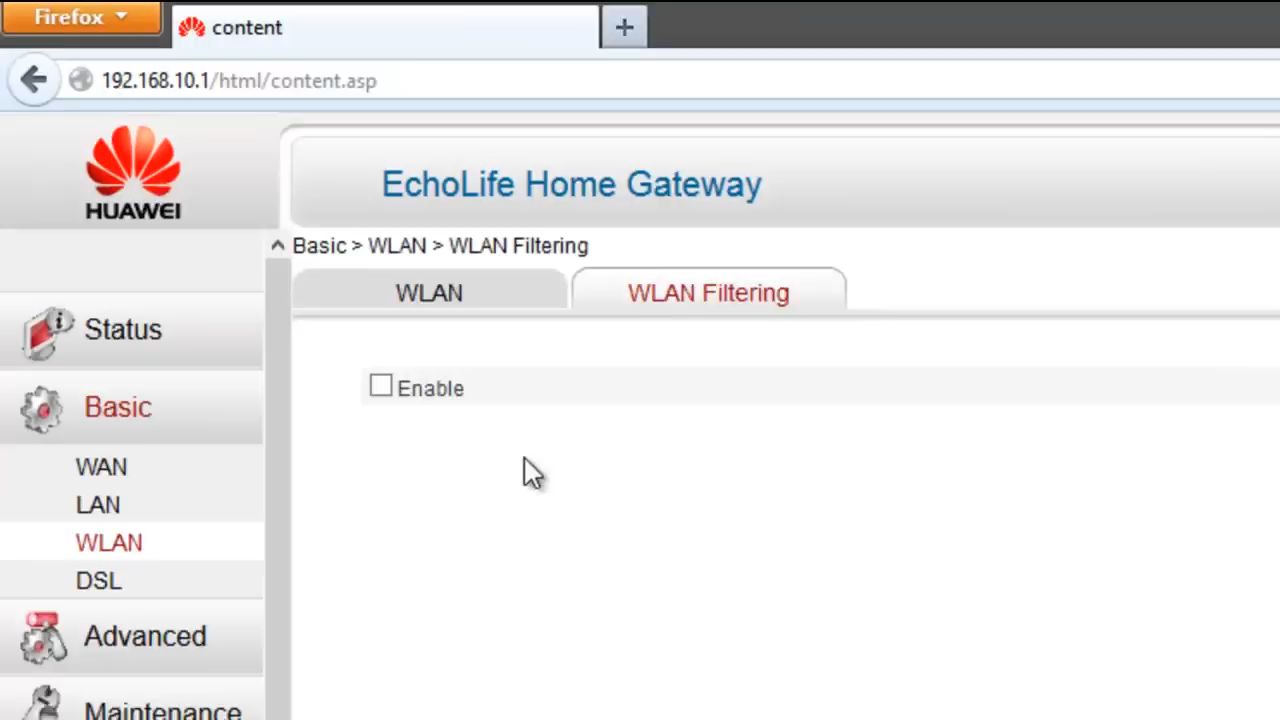 Firefox
content
192.168.10.1/html/content.asp
HUAWEI
EchoLife Home Gateway
Basic > WLAN > WLAN Filtering
WLAN
WLAN Filtering
Status
Enable
Basic
WAN
LAN
WLAN
DSL
Advanced
Maintenance